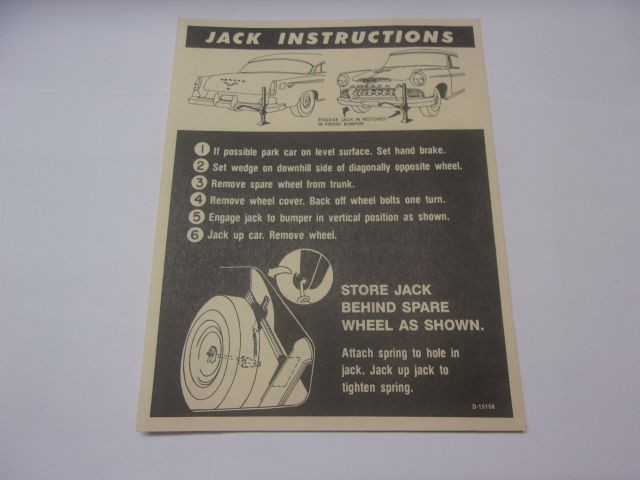 JACK INSTRUCTIONS
ENGAGE JACK IN NOTCHES
IN FRONT BUMPER
1 If possible park car on level surface. Set hand brake.
2 Set wedge on downhill side of diagonally opposite wheel.
3 Remove spare wheel from trunk.
4 Remove wheel cover. Back off wheel bolts one turn.
5 Engage jack to bumper in vertical position as shown.
6 Jack up car. Remove wheel.
STORE JACK
BEHIND SPARE
WHEEL AS SHOWN.
Attach spring to hole in
jack. Jack up jack to
tighten spring.
D-15158